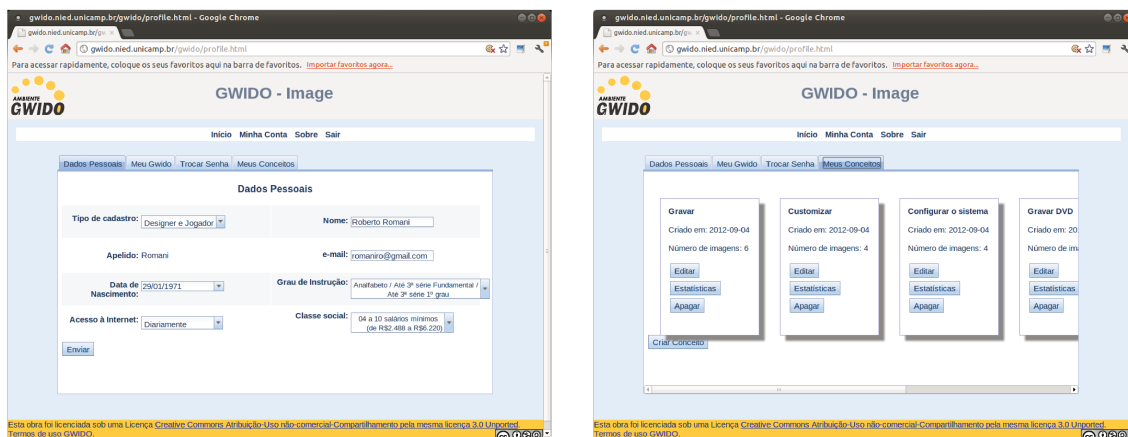 gwido.nied.unicamp.br/gwido/profile.html - Google Chrome
gwido.nied.unicamp.br/gv
gwido.nied.unicamp.br/gwido/profile.html
Para acessar rapidamente, coloque os seus favoritos aqui na barra de favoritos. Importar favoritos agora...
AMBIENTE
GWIDO
GWIDO - Image
Início Minha Conta Sobre Sair
Dados Pessoais Meu Gwido Trocar Senha Meus Conceitos
Dados Pessoais
Tipo de cadastro: Designer e Jogador
Nome: Roberto Romani
Apelido: Romani
e-mail: romaniro@gmail.com
Data de
Nascimento:
29/01/1971
Grau de Instrução:
Analfabeto / Até 3ª série Fundamental /
Até 3ª série 1º grau
Acesso à Internet: Diariamente
Classe social:
04 a 10 salários mínimos
(de R$2.488 a R$6.220)
Enviar
Esta obra foi licenciada sob uma Licença Creative Commons Atribuição-Uso não-comercial-Compartilhamento pela mesma licença 3.0 Unported.
Termos de uso GWIDO.
gwido.nied.unicamp.br/gwido/profile.html - Google Chrome
gwido.nied.unicamp.br/gv
gwido.nied.unicamp.br/gwido/profile.html
Para acessar rapidamente, coloque os seus favoritos aqui na barra de favoritos. Importar favoritos agora...
AMBIENTE
GWIDO
GWIDO - Image
Início Minha Conta Sobre Sair
Dados Pessoais Meu Gwido Trocar Senha Meus Conceitos
Gravar
Criado em: 2012-09-04
Número de imagens: 6
Editar
Estatísticas
Apagar
Customizar
Criado em: 2012-09-04
Número de imagens: 4
Editar
Estatísticas
Apagar
Configurar o sistema
Criado em: 2012-09-04
Número de imagens: 4
Editar
Estatísticas
Apagar
Gravar DVD
Criado em: 20
Número de im
Editar
Estatísticas
Apagar
Criar Conceito
Esta obra foi licenciada sob uma Licença Creative Commons Atribuição-Uso não-comercial-Compartilhamento pela mesma licença 3.0 Unported.
Termos de uso GWIDO.